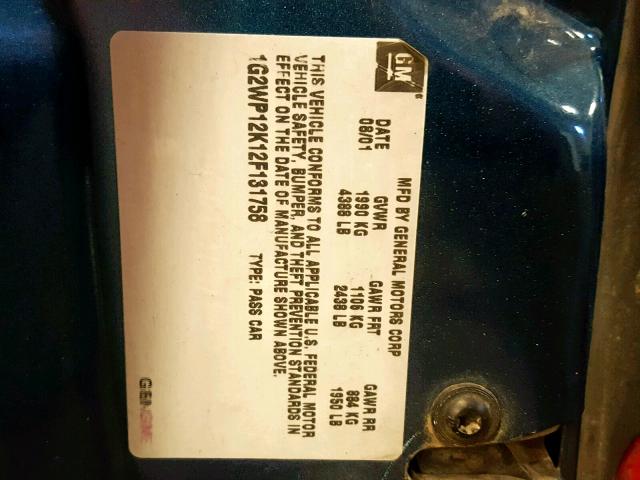 GM
MFD BY GENERAL MOTORS CORP
DATE GVWR GAWR FRT GAWR RR
08/01 1990 KG 1106 KG 884 KG
4388 LB 2438 LB 1950 LB
THIS VEHICLE CONFORMS TO ALL APPLICABLE U.S. FEDERAL MOTOR
VEHICLE SAFETY, BUMPER, AND THEFT PREVENTION STANDARDS IN
EFFECT ON THE DATE OF MANUFACTURE SHOWN ABOVE.
1G2WP12K12F131758 TYPE: PASS CAR